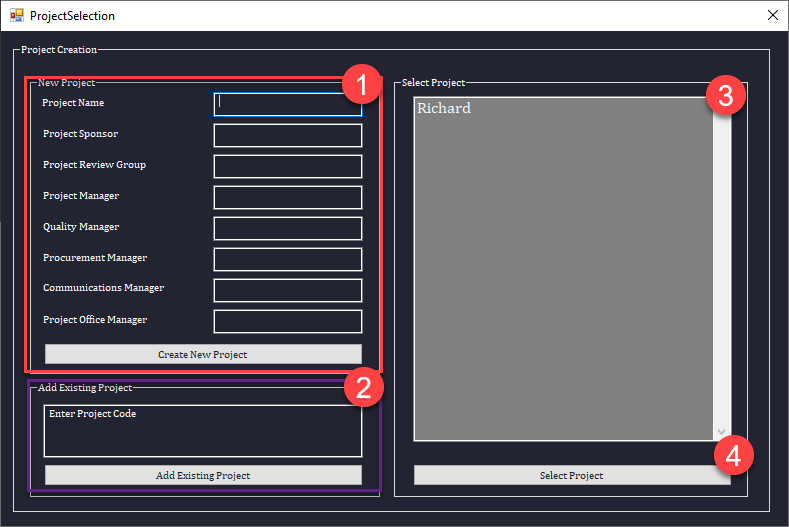 ProjectSelection
Project Creation
New Project
1
Project Name
Project Sponsor
Project Review Group
Project Manager
Quality Manager
Procurement Manager
Communications Manager
Project Office Manager
Create New Project
2
Add Existing Project
Enter Project Code
Add Existing Project
Select Project
3
Richard
4
Select Project